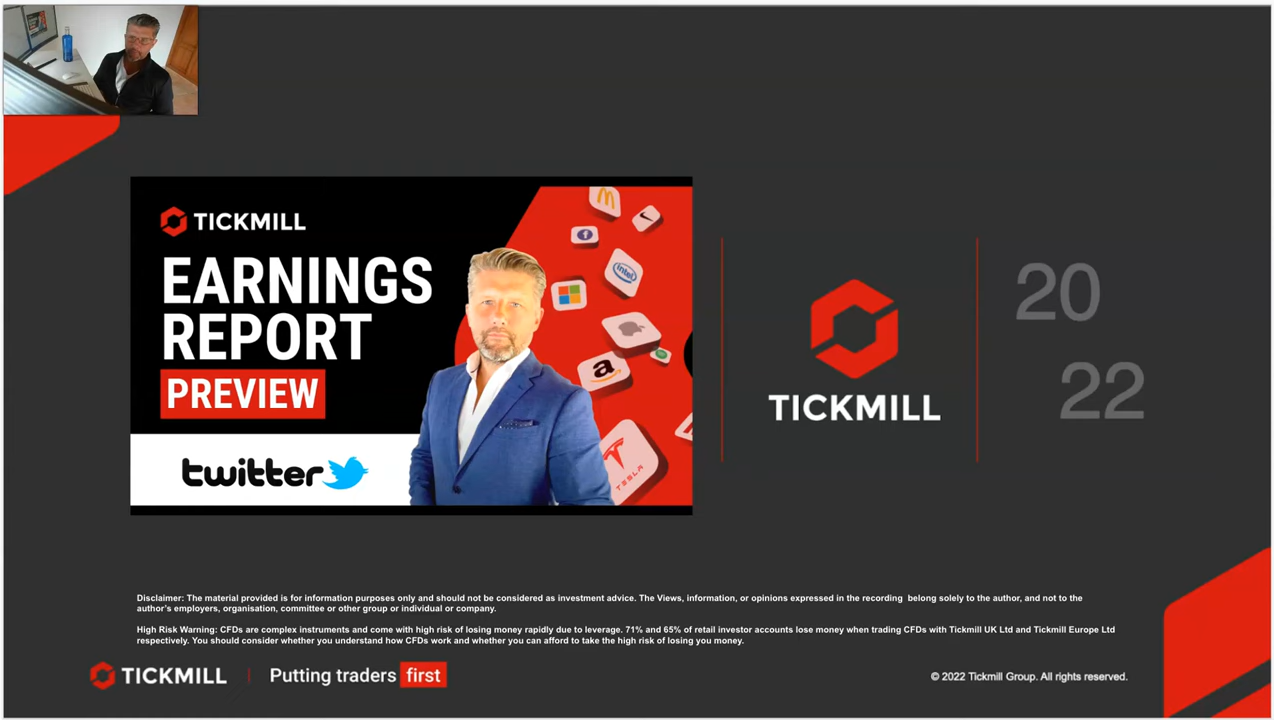 TICKMILL
EARNINGS
REPORT
PREVIEW
twitter
intel
a
TESLA
TICKMILL
20
22
Disclaimer: The material provided is for information purposes only and should not be considered as investment advice. The Views, information, or opinions expressed in the recording belong solely to the author, and not to the
author's employers, organisation, committee or other group or individual or company.
High Risk Warning: CFDs are complex instruments and come with high risk of losing money rapidly due to leverage. 71% and 65% of retail investor accounts lose money when trading CFDs with Tickmill UK Ltd and Tickmill Europe Ltd
respectively. You should consider whether you understand how CFDs work and whether you can afford to take the high risk of losing you money.
TICKMILL | Putting traders first
© 2022 Tickmill Group. All rights reserved.